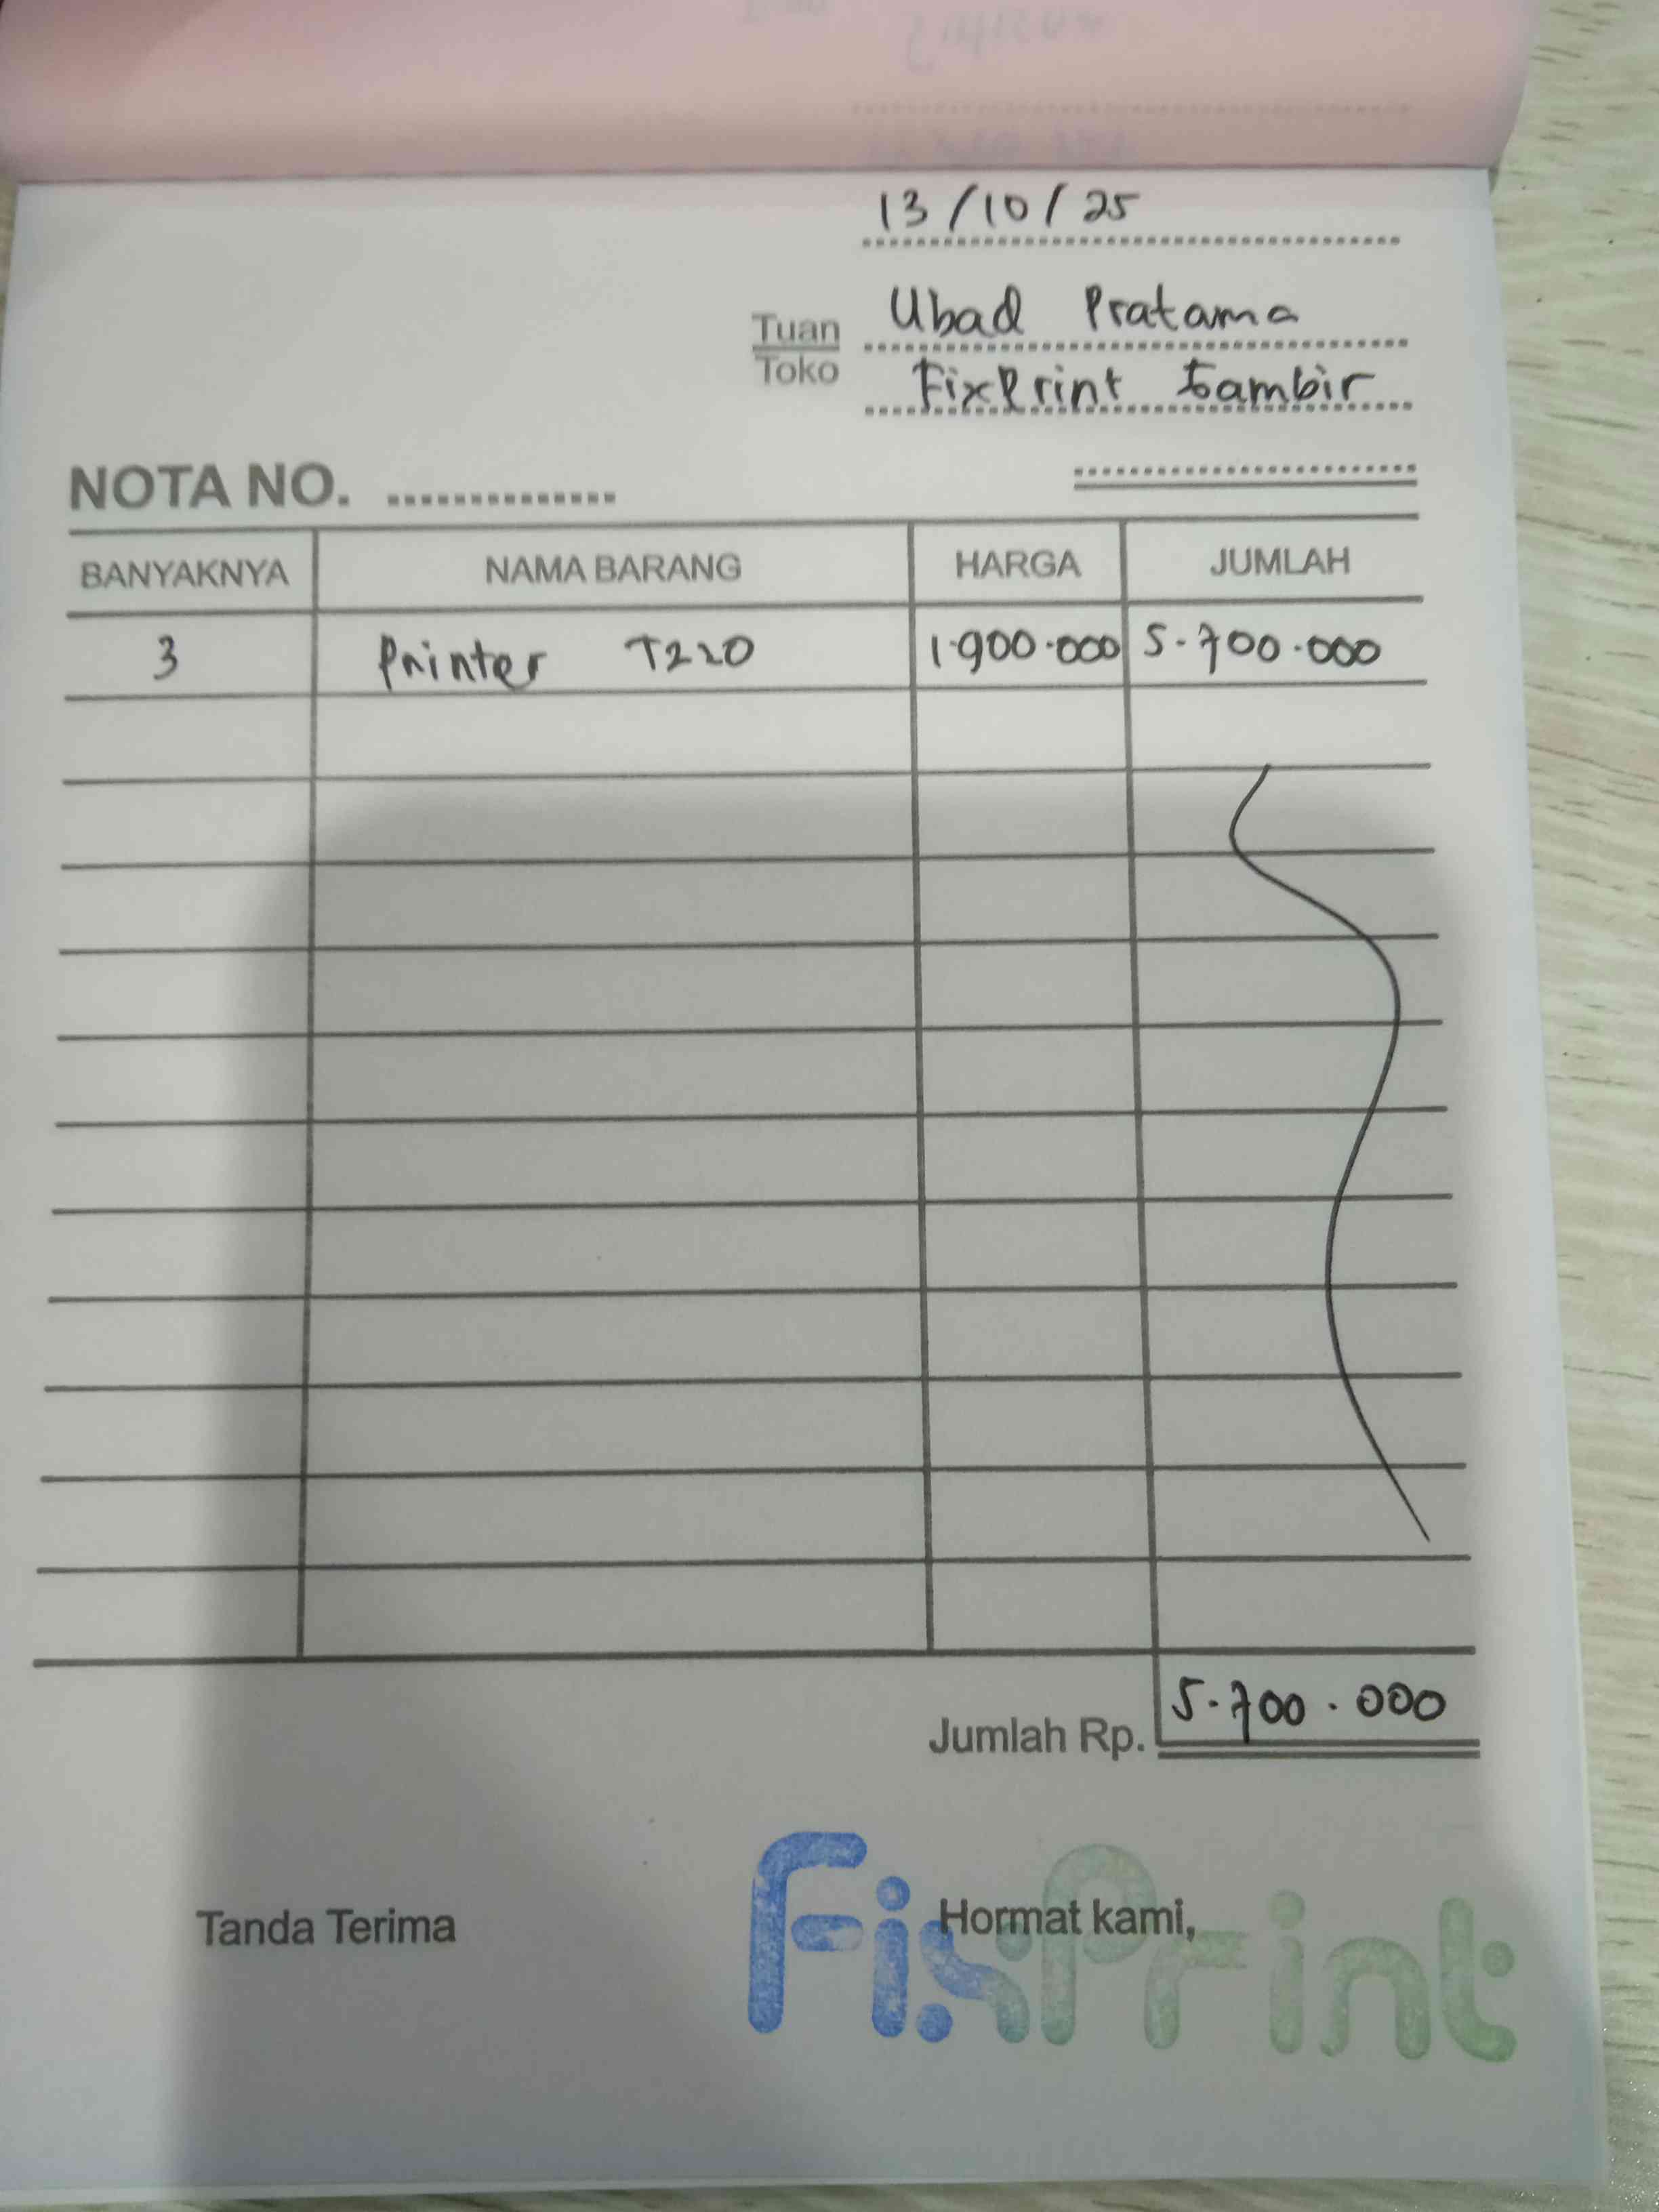 13/10/25
Tuan
Toko
Ubad Pratama
FixPrint Gambir
NOTA NO. ...............
BANYAKNYA NAMA BARANG HARGA JUMLAH
3 Printer T220 1.900.000 5.700.000
Jumlah Rp. 5.700.000
Tanda Terima Hormat kami,
FixPrint